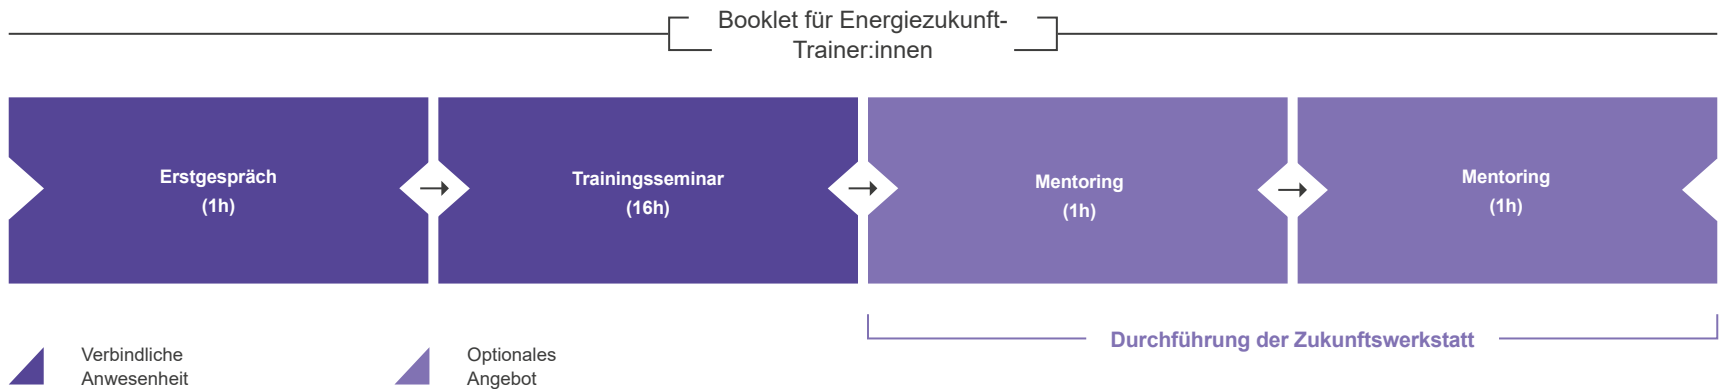 Booklet für Energiezukunft-
Trainer:innen
Erstgespräch
(1h)
Trainingsseminar
(16h)
Mentoring
(1h)
Mentoring
(1h)
Durchführung der Zukunftswerkstatt
Verbindliche
Anwesenheit
Optionales
Angebot